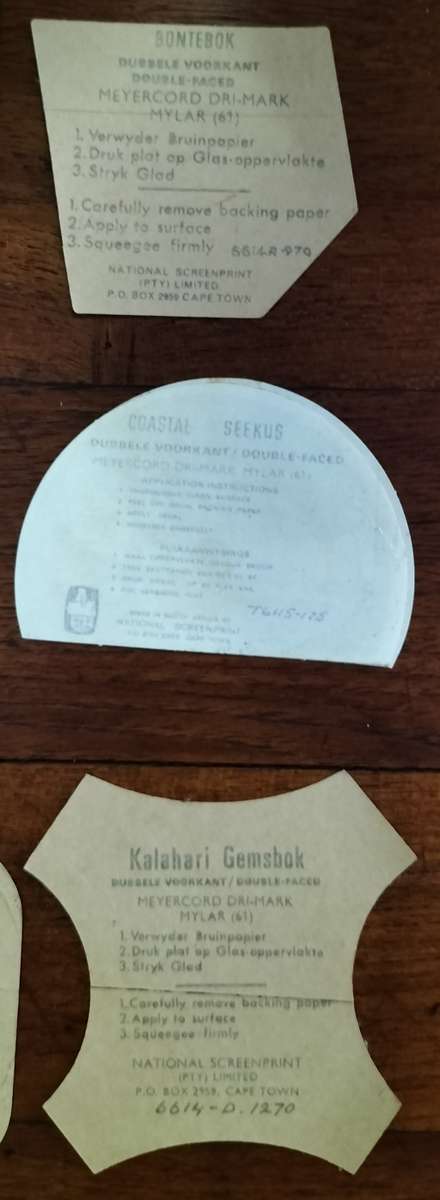 BONTEBOK
DUBBELE VOORKANT
DOUBLE-FACED
MEYERCORD DRI-MARK
MYLAR (61)
1. Verwyder Bruinpapier
2. Druk plat op Glas-oppervlakte
3. Stryk Glad
1. Carefully remove backing paper
2. Apply to surface
3. Squeegee firmly 6614R-970
NATIONAL SCREENPRINT
(PTY) LIMITED
P.O. BOX 2959 CAPE TOWN
COASTAL SEEKUS
DUBBELE VOORKANT/DOUBLE-FACED
MEYERCORD DRI-MARK MYLAR (61)
APPLICATION INSTRUCTIONS
NATIONAL SCREENPRINT
Kalahari Gemsbok
DUBBELE VOORKANT/DOUBLE-FACED
MEYERCORD DRI-MARK
MYLAR (61)
1. Verwyder Bruinpapier
2. Druk plat op Glas-oppervlakte
3. Stryk Glad
1. Carefully remove backing paper
2. Apply to surface
3. Squeegee firmly
NATIONAL SCREENPRINT
(PTY) LIMITED
P.O. BOX 2959, CAPE TOWN
6614-D.1270